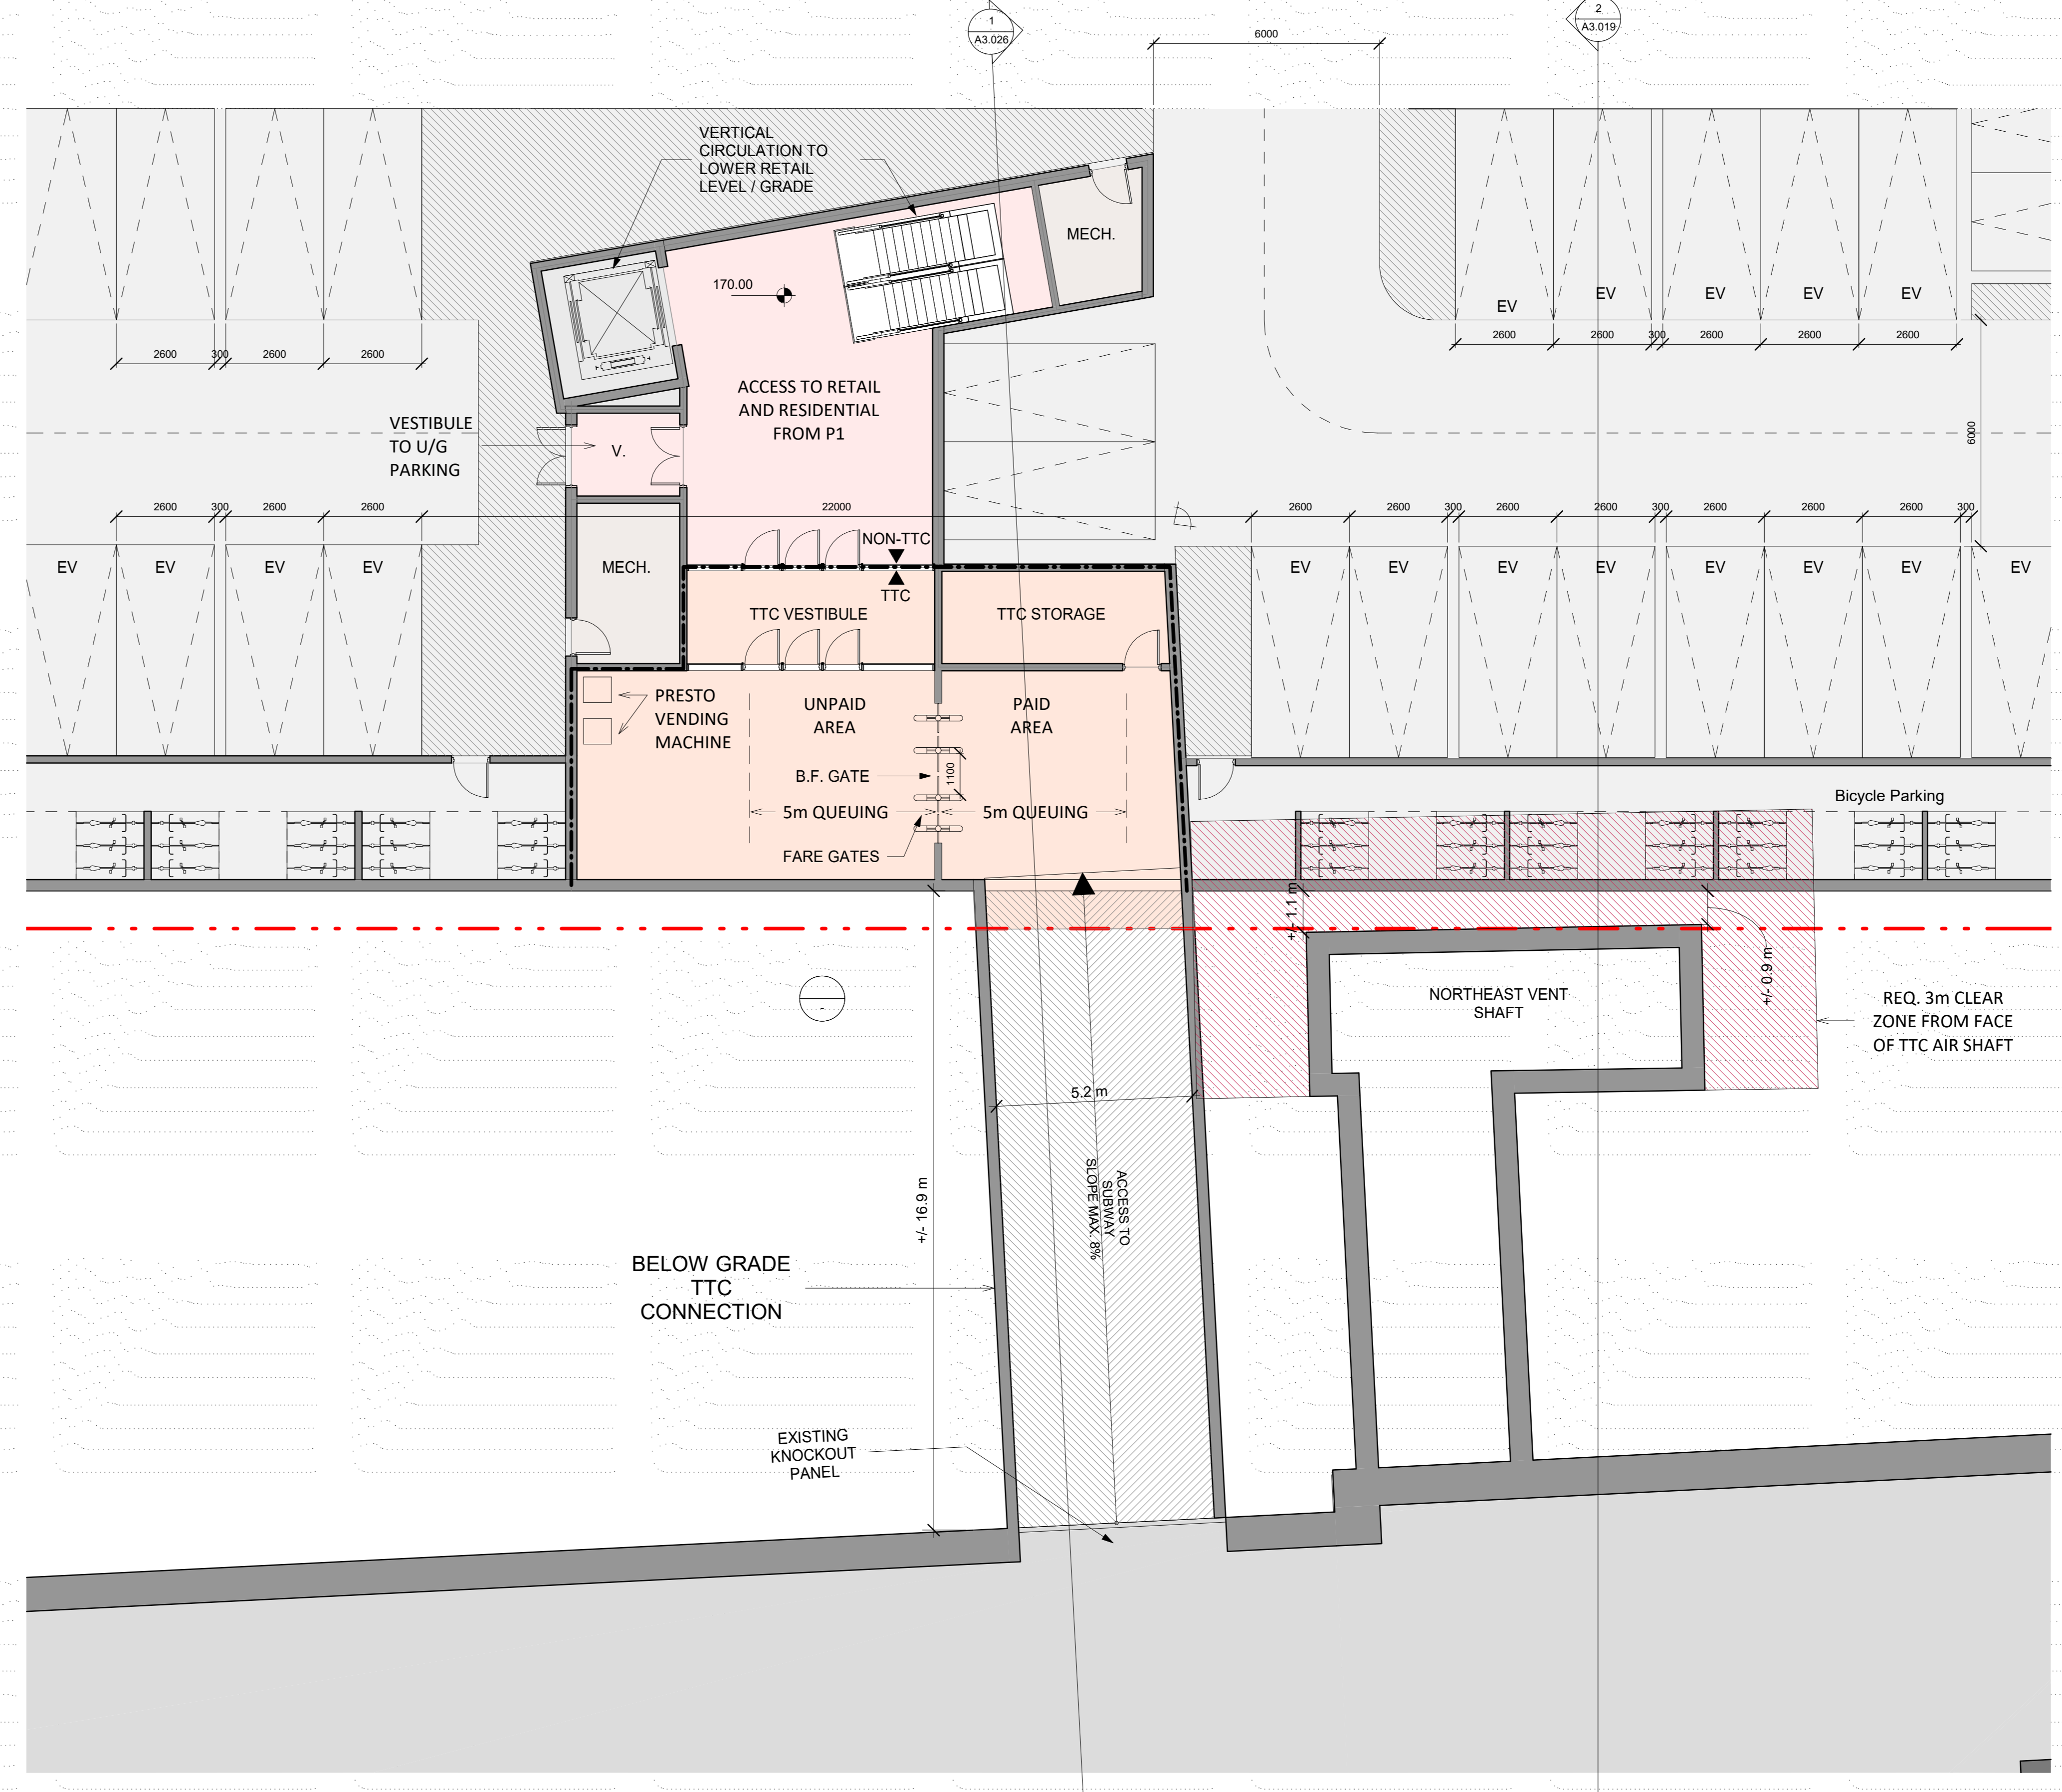 1
A3.026
2
A3.019
6000
VERTICAL
CIRCULATION TO
LOWER RETAIL
LEVEL / GRADE
MECH.
170.00
EV
EV
EV
EV
EV
2600
300
2600
2600
2600
2600
300
2600
2600
2600
ACCESS TO RETAIL
AND RESIDENTIAL
FROM P1
VESTIBULE
TO U/G
PARKING
V.
6000
2600
300
2600
2600
22000
2600
2600
300
2600
2600
300
2600
2600
2600
300
NON-TTC
TTC
EV
EV
EV
EV
MECH.
EV
EV
EV
EV
EV
EV
EV
EV
TTC VESTIBULE
TTC STORAGE
PRESTO
VENDING
MACHINE
UNPAID
AREA
PAID
AREA
B.F. GATE
1100
5m QUEUING
5m QUEUING
FARE GATES
Bicycle Parking
+/- 1.1 m
+/- 0.9 m
-
NORTHEAST VENT
SHAFT
REQ. 3m CLEAR
ZONE FROM FACE
OF TTC AIR SHAFT
5.2 m
+/- 16.9 m
ACCESS TO
SUBWAY
SLOPE MAX. 8%
BELOW GRADE
TTC
CONNECTION
EXISTING
KNOCKOUT
PANEL